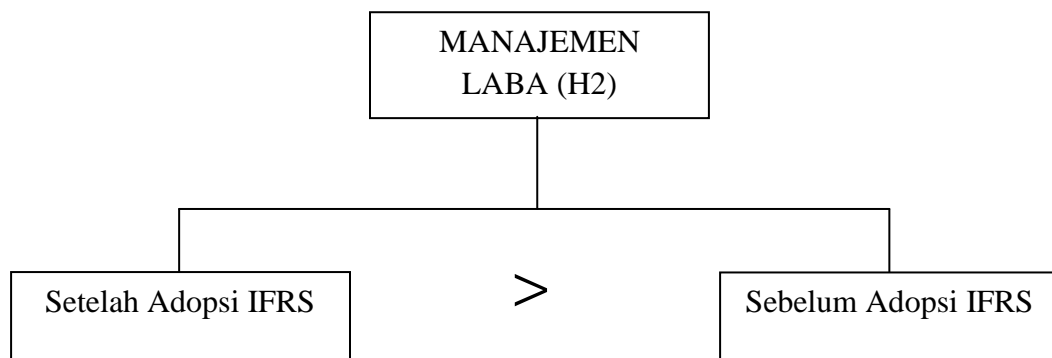 MANAJEMEN
LABA (H2)
Setelah Adopsi IFRS
>
Sebelum Adopsi IFRS